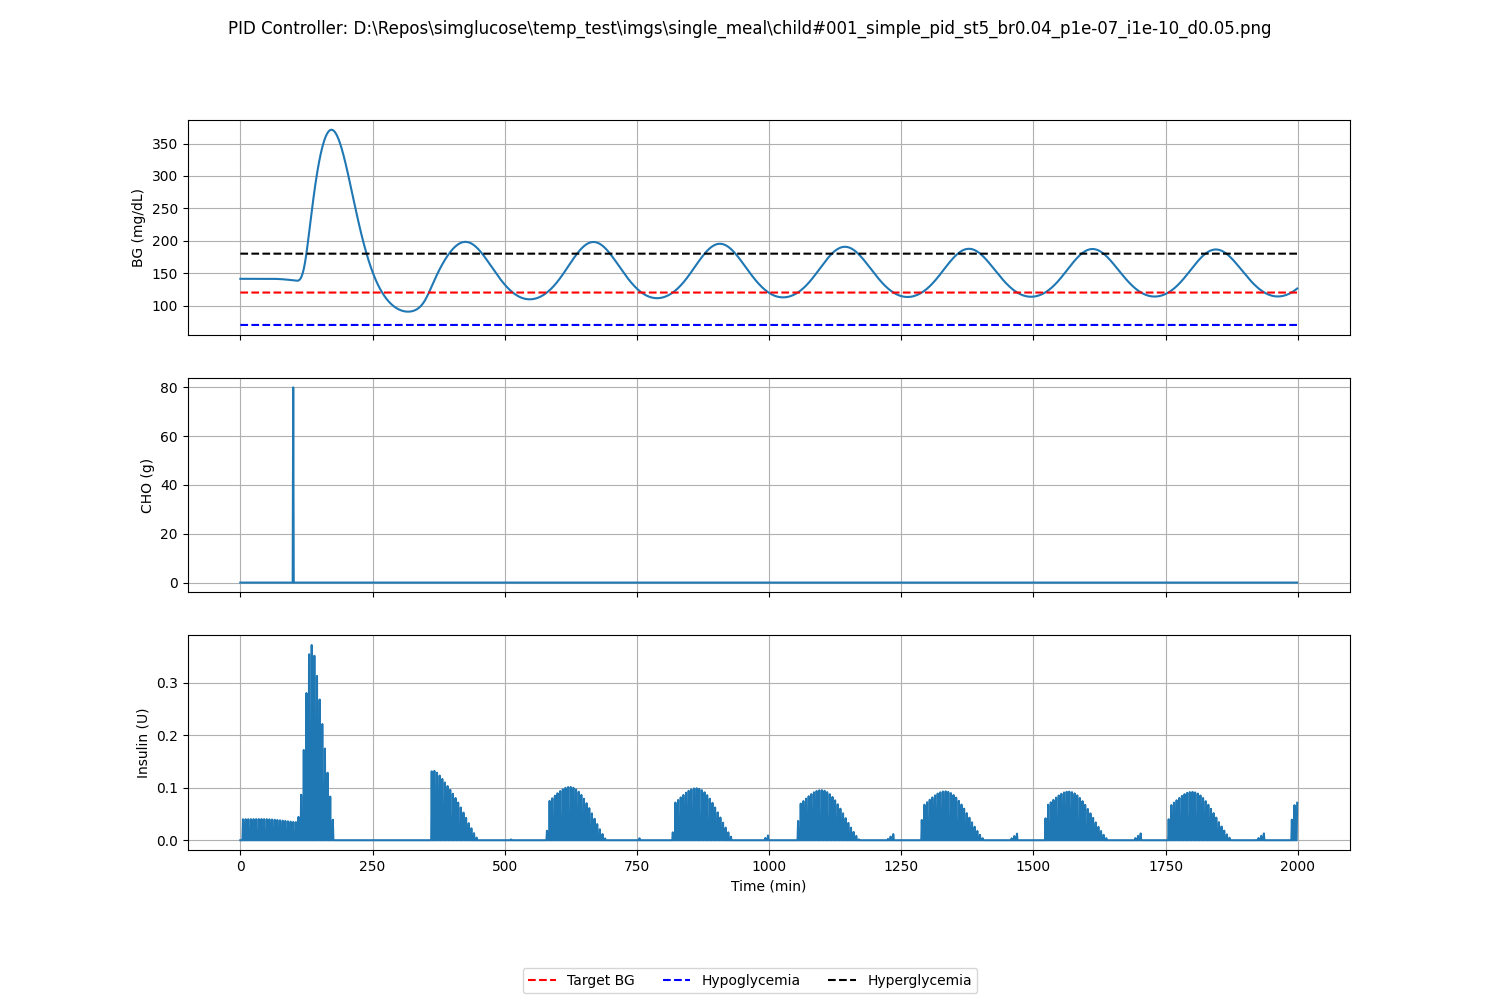 PID Controller: D:\Repos\simglucose\temp_test\imgs\single_meal\child#001_simple_pid_st5_br0.04_p1e-07_i1e-10_d0.05.png
BG (mg/dL)
350
300
250
200
150
100
CHO (g)
80
60
40
20
0
Insulin (U)
0.3
0.2
0.1
0.0
0 250 500 750 1000 1250 1500 1750 2000
Time (min)
Target BG Hypoglycemia Hyperglycemia